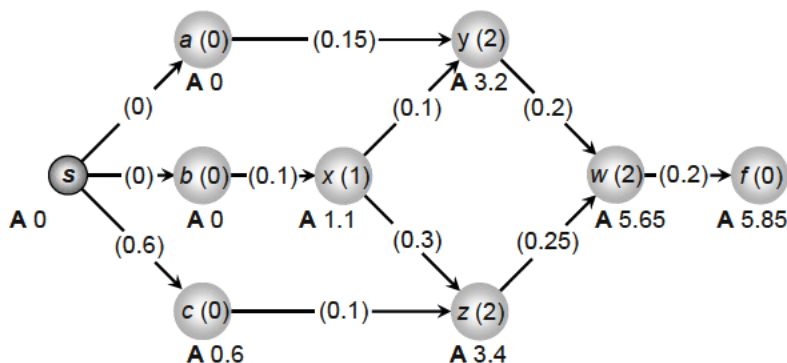 a (0) (0.15) y (2)
A 0 A 3.2
(0) (0.1) (0.2)
s (0) b (0) (0.1) x (1) w (2) (0.2) f (0)
A 0 A 0 A 1.1 A 5.65 A 5.85
(0.6) (0.3) (0.25)
c (0) (0.1) z (2)
A 0.6 A 3.4